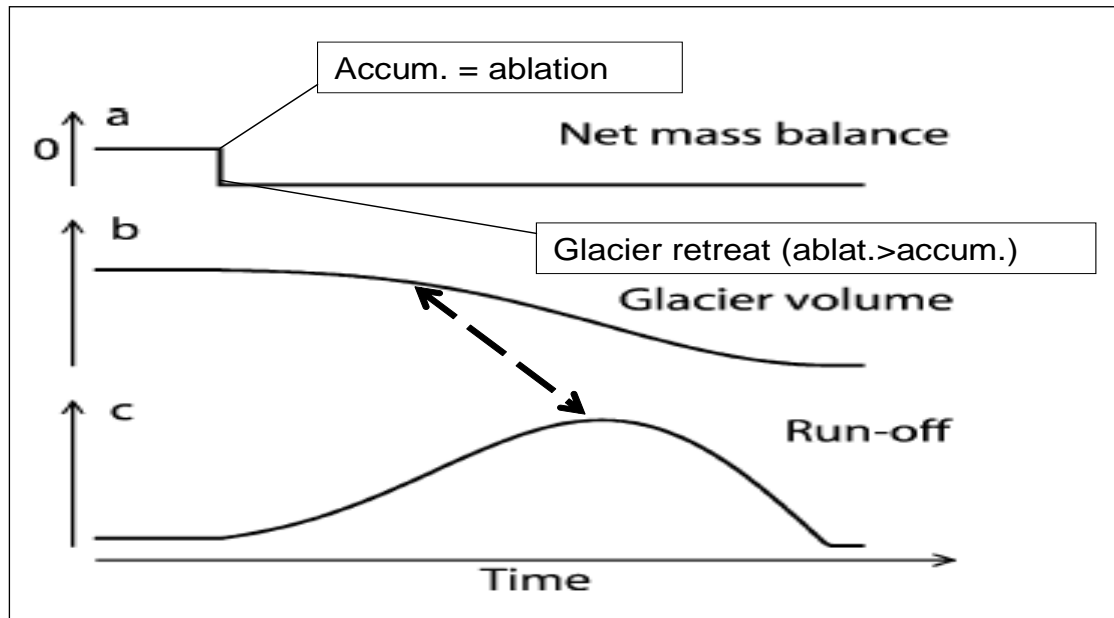 Accum. = ablation
a
Net mass balance
0
Glacier retreat (ablat.>accum.)
b
Glacier volume
c
Run-off
Time